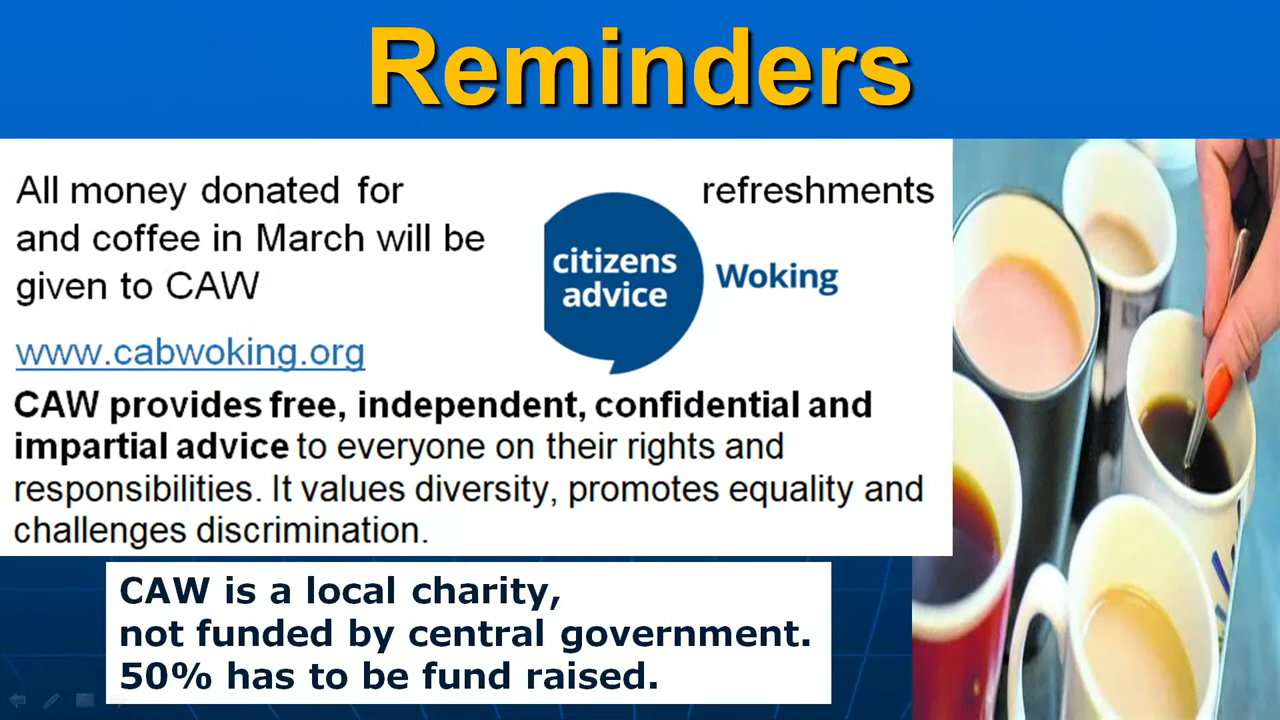 Reminders
All money donated for refreshments
and coffee in March will be
given to CAW
citizens
advice
Woking
www.cabwoking.org
CAW provides free, independent, confidential and
impartial advice to everyone on their rights and
responsibilities. It values diversity, promotes equality and
challenges discrimination.
CAW is a local charity,
not funded by central government.
50% has to be fund raised.